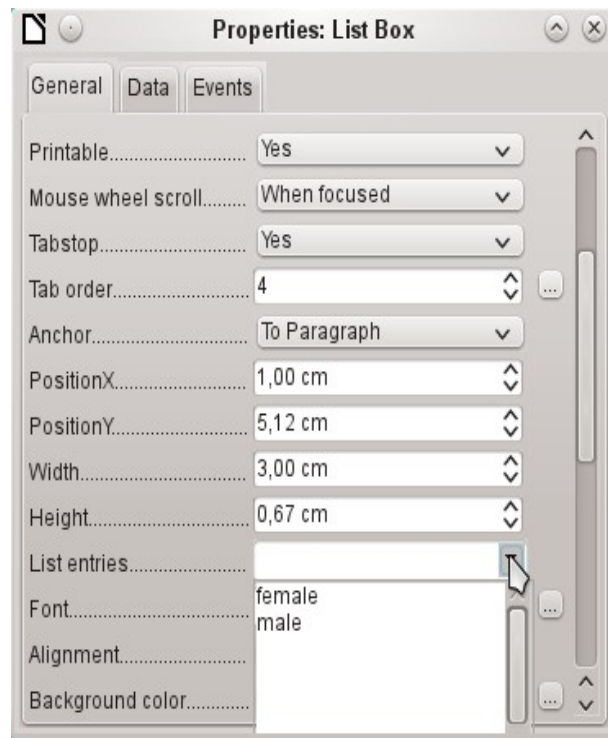 Properties: List Box
General Data Events
Printable............................ Yes
Mouse wheel scroll......... When focused
Tabstop............................ Yes
Tab order.......................... 4 ...
Anchor.............................. To Paragraph
PositionX.......................... 1,00 cm
PositionY.......................... 5,12 cm
Width................................ 3,00 cm
Height............................... 0,67 cm
List entries.......................
Font.................................. female ...
male
Alignment.........................
Background color............. ...